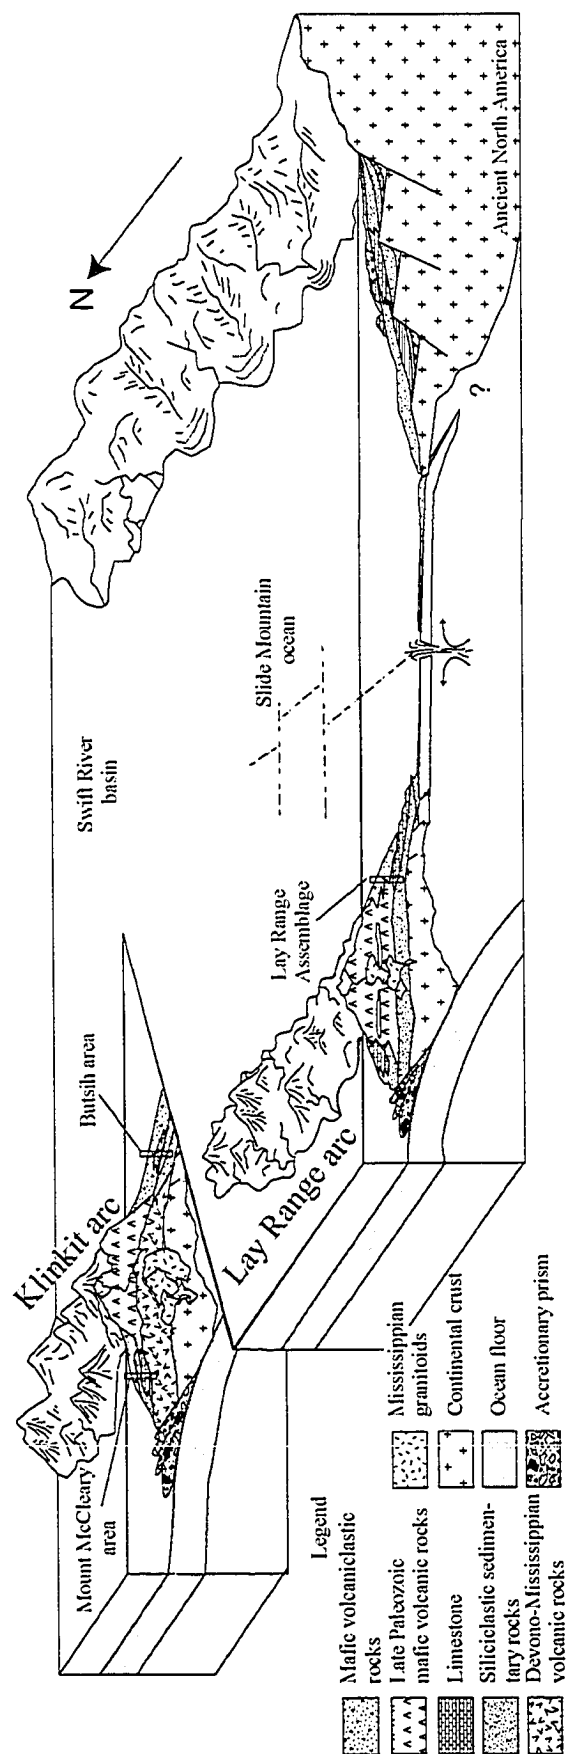 N
Ancient North America
?
Swift River
basin
Slide Mountain
ocean
Butsih area
Lay Range
Assemblage
Klinkit arc
Lay Range arc
Mount McCleary
area
Legend
Mafic volcaniclastic
rocks
Late Paleozoic
mafic volcanic rocks
Limestone
Siliciclastic sedimen-
tary rocks
Devono-Mississippian
volcanic rocks
Mississippian
granitoids
Continental crust
Ocean floor
Accretionary prism